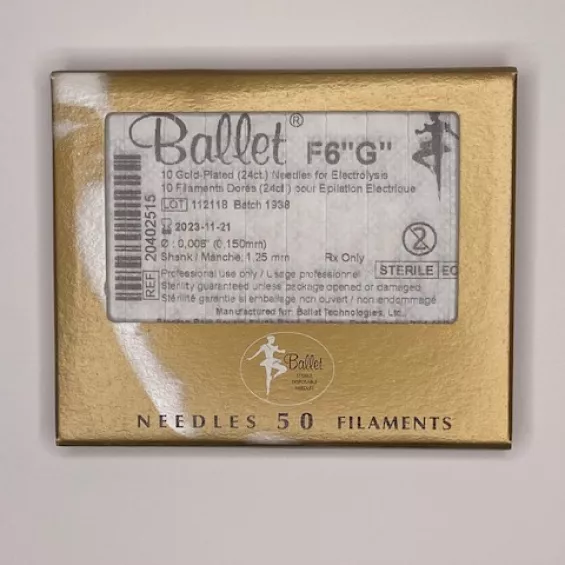 Ballet® F6"G"
10 Gold-Plated (24ct.) Needles for Electrolysis
10 Filaments Dorés (24ct) pour Epilation Electrique
LOT 112118 Batch 1938
2023-11-21
Ø : 0,006" (0,150mm)
Shank / Manche: 1,25 mm Rx Only
STERILE EO
Professional use only / Usage professionnel
Sterility guaranteed unless package opened or damaged
Stérilité garantie si emballage non ouvert / non endommagé
Manufactured for Ballet Technologies, Ltd.
REF 20402515
Ballet
NEEDLES 50 FILAMENTS